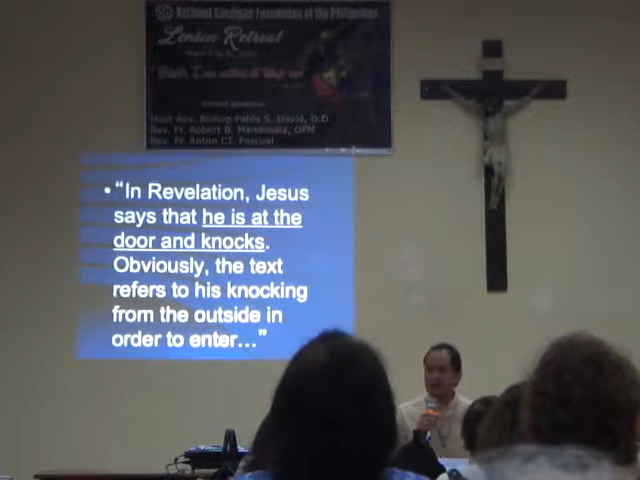 National Cursillo Foundation of the Philippines
Lenten Retreat
Most Rev. Bishop Pablo S. David, D.D.
Rev. Fr. Robert B. Manansala, OFM
Rev. Fr. Anton CT. Pascual
• “In Revelation, Jesus
says that he is at the
door and knocks.
Obviously, the text
refers to his knocking
from the outside in
order to enter…”